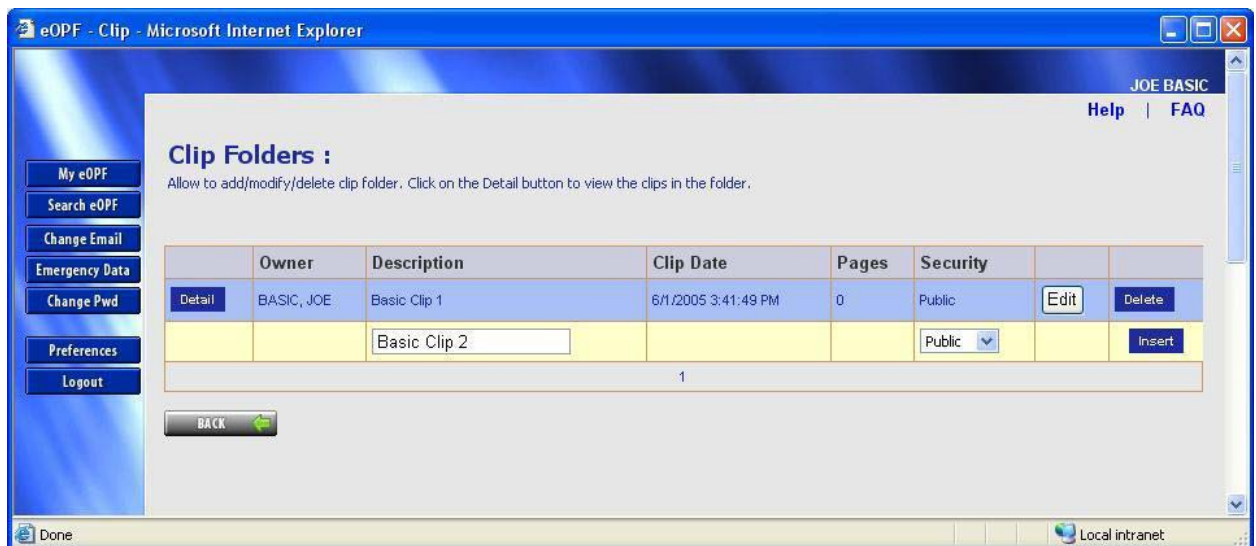 eOPF - Clip - Microsoft Internet Explorer
JOE BASIC
Help | FAQ
My eOPF
Search eOPF
Change Email
Emergency Data
Change Pwd
Preferences
Logout
Clip Folders :
Allow to add/modify/delete clip folder. Click on the Detail button to view the clips in the folder.
Owner Description Clip Date Pages Security
Detail BASIC, JOE Basic Clip 1 6/1/2005 3:41:49 PM 0 Public Edit Delete
Basic Clip 2 Public Insert
1
BACK
Done Local intranet